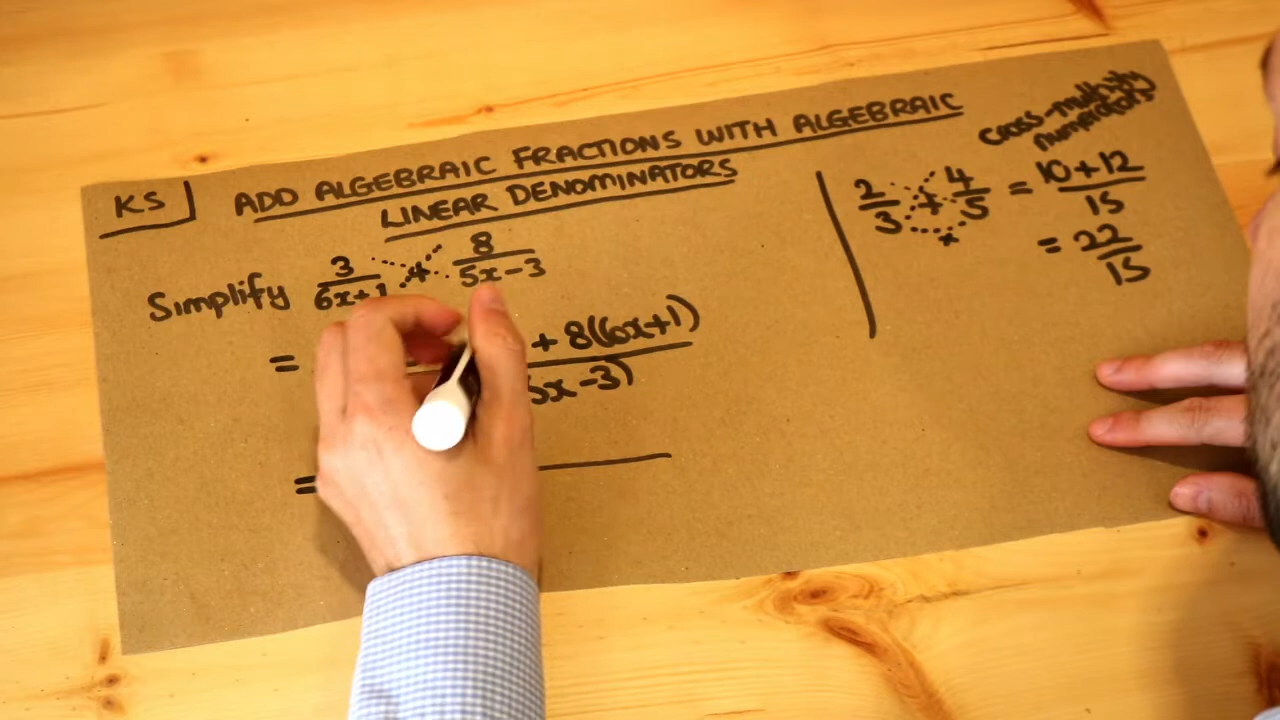 KS
ADD ALGEBRAIC FRACTIONS WITH ALGEBRAIC
LINEAR DENOMINATORS
Simplify 3/6x+1 + 8/5x-3
= + 8(6x+1)
5x-3)
=
Cross-multiply
numerators
2/3 + 4/5 = 10+12/15
= 22/15